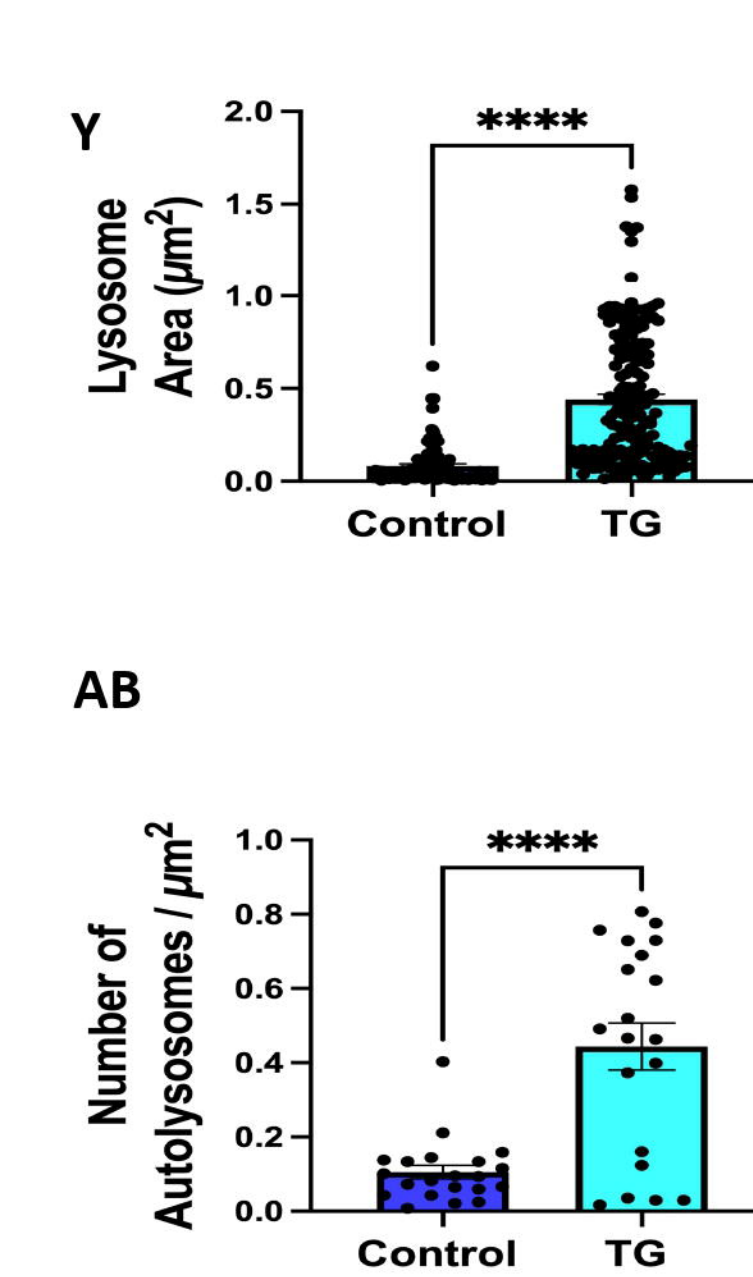 Y
Lysosome
Area (μm²)
2.0
1.5
1.0
0.5
0.0
****
Control TG
AB
Number of
Autolysosomes / μm²
1.0
0.8
0.6
0.4
0.2
0.0
****
Control TG